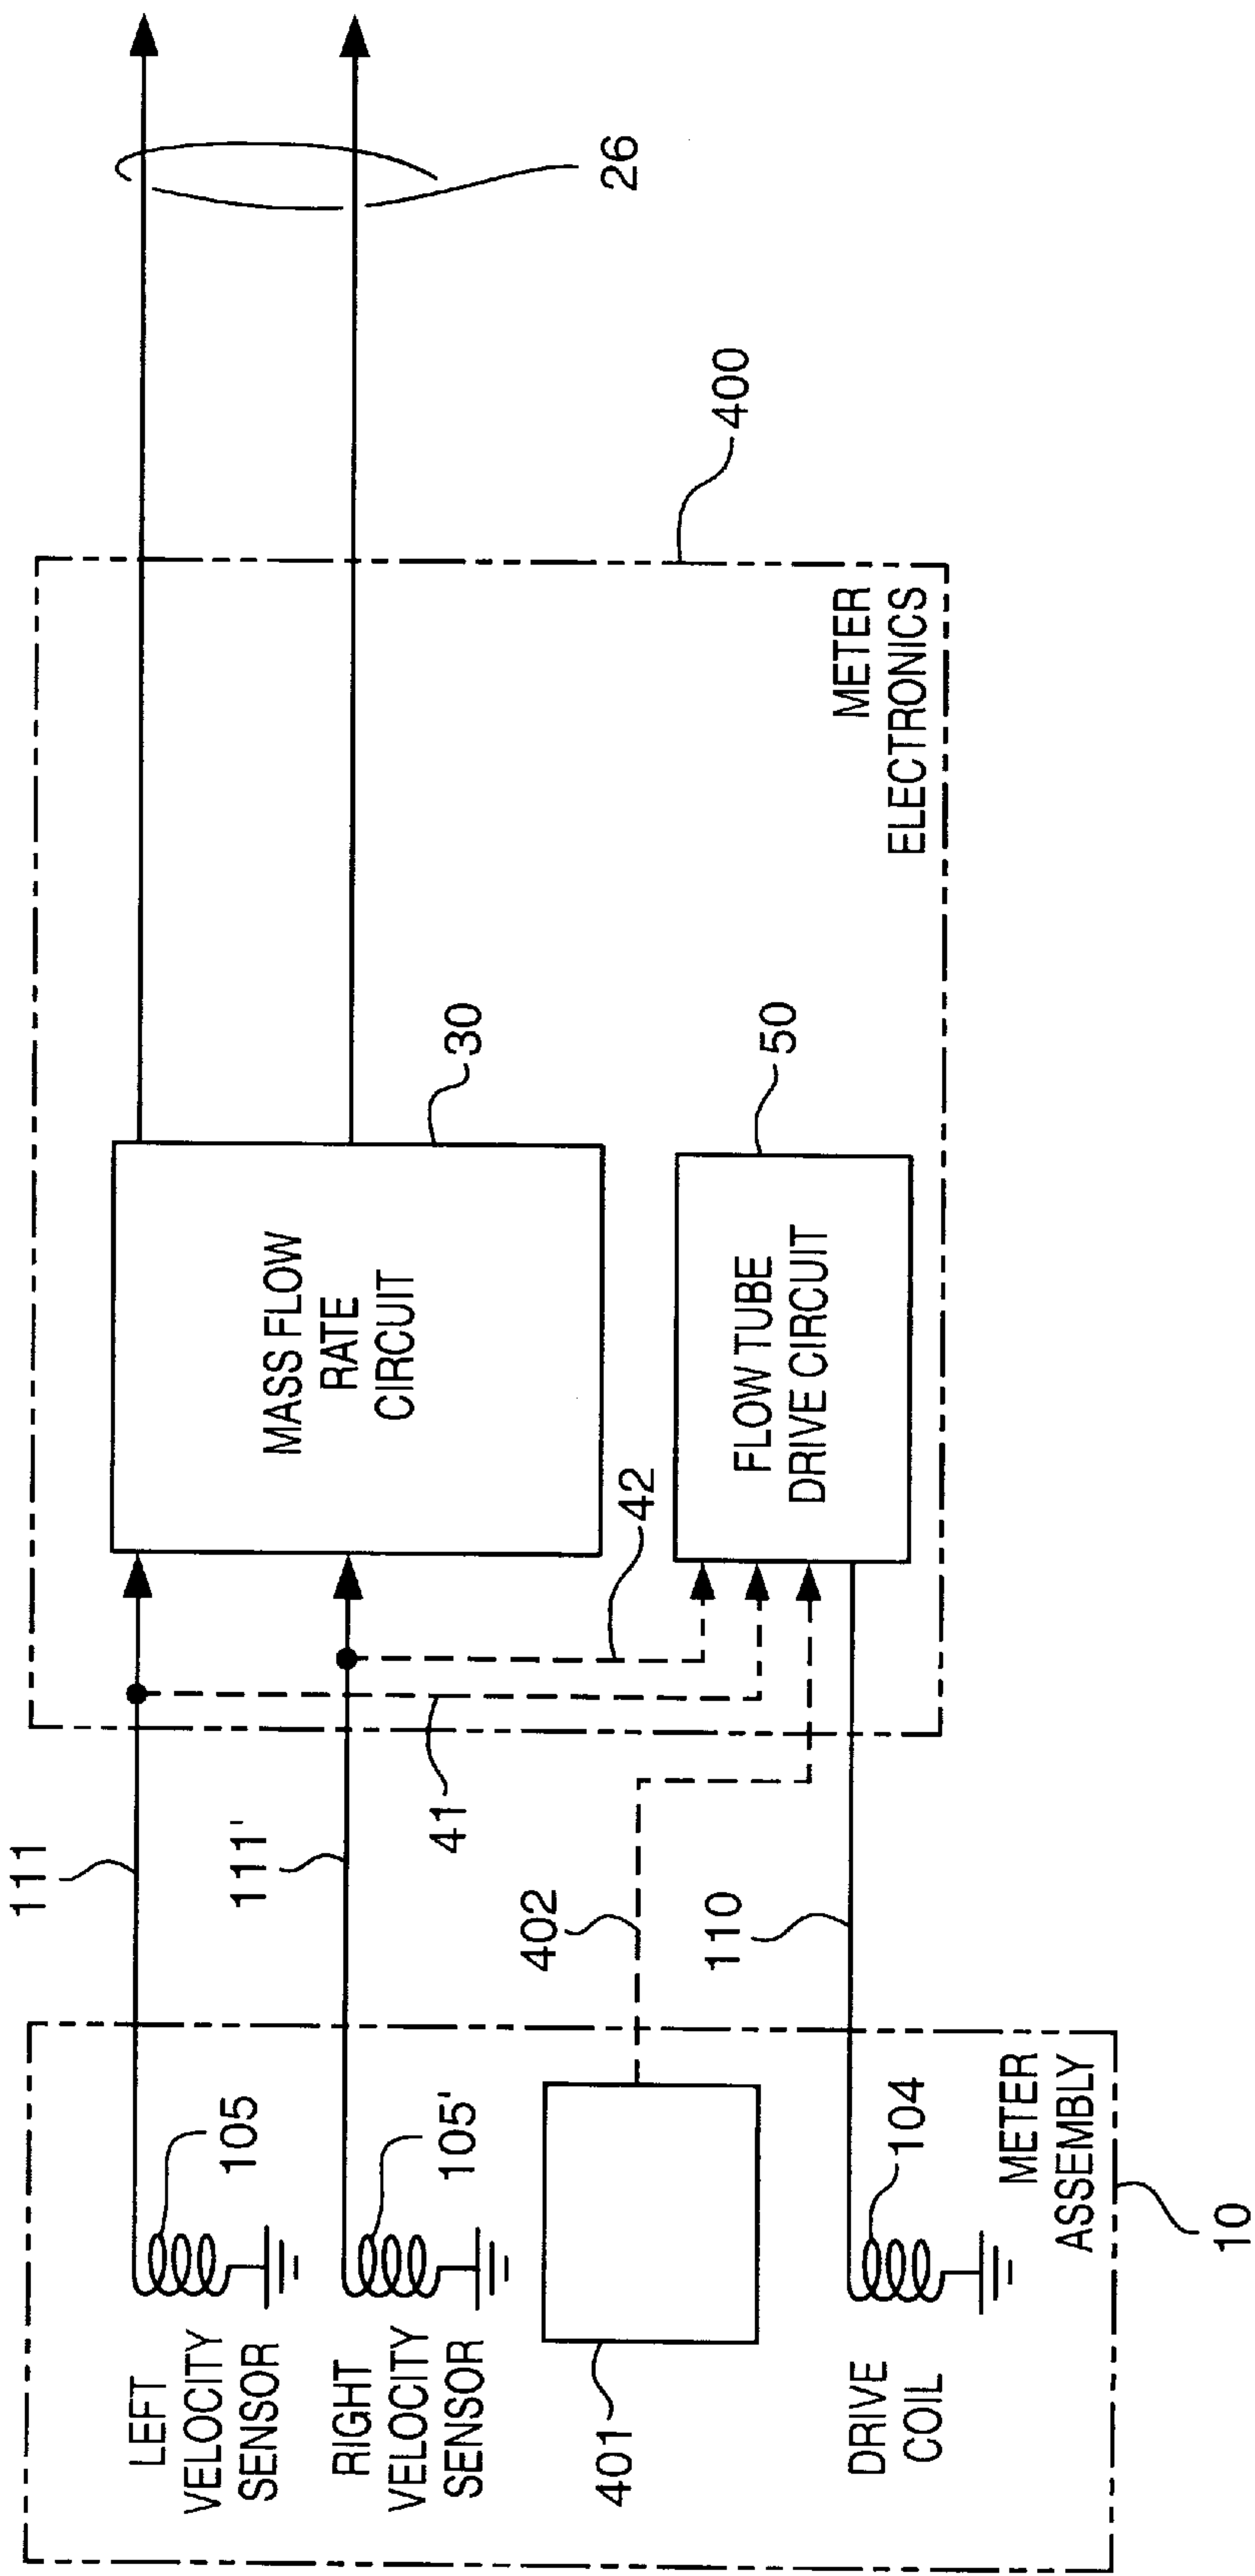 LEFT
VELOCITY
SENSOR
105
111
RIGHT
VELOCITY
SENSOR
105'
111'
401
402
DRIVE
COIL
104
110
METER
ASSEMBLY
10
41
42
MASS FLOW
RATE
CIRCUIT
30
FLOW TUBE
DRIVE CIRCUIT
50
METER
ELECTRONICS
400
26